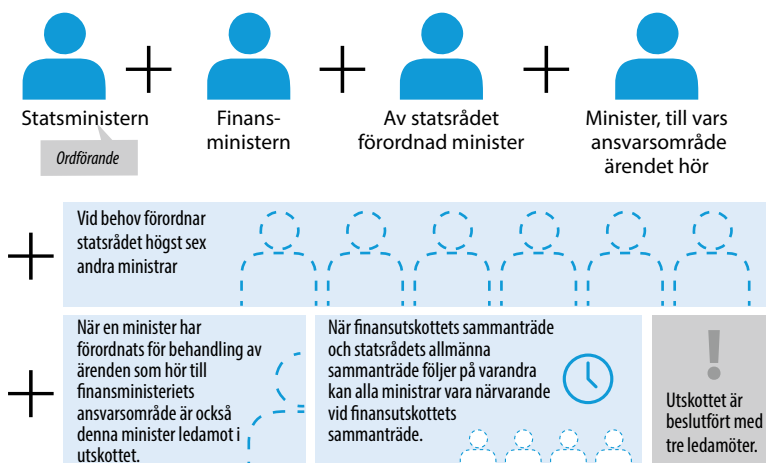 Statsministern
Ordförande
Finans-
ministern
Av statsrådet
förordnad minister
Minister, till vars
ansvarsområde
ärendet hör
Vid behov förordnar
statsrådet högst sex
andra ministrar
När en minister har
förordnats för behandling av
ärenden som hör till
finansministeriets
ansvarsområde är också
denna minister ledamot i
utskottet.
När finansutskottets sammanträde
och statsrådets allmänna
sammanträde följer på varandra
kan alla ministrar vara närvarande
vid finansutskottets
sammanträde.
!
Utskottet är
beslutfört med
tre ledamöter.